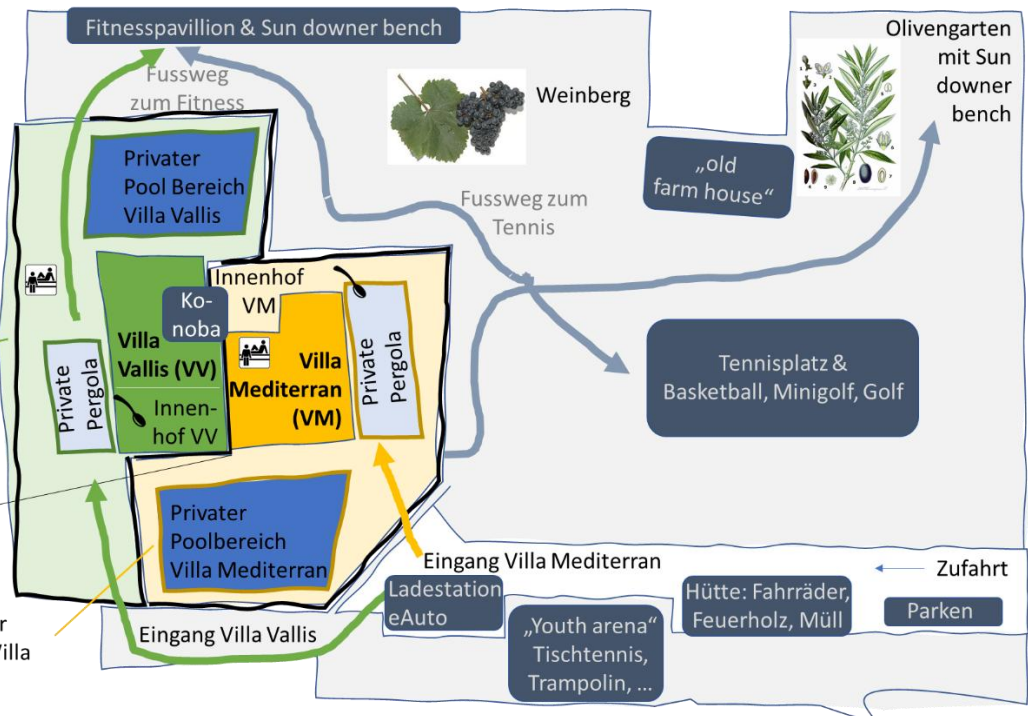 Fitnesspavillion & Sun downer bench
Olivengarten
mit Sun
downer
bench
Fussweg
zum Fitness
Weinberg
Privater
Pool Bereich
Villa Vallis
„old
farm house“
Fussweg zum
Tennis
Innenhof
VM
Ko-
noba
Villa
Vallis (VV)
Villa
Mediterran
(VM)
Private
Pergola
Private
Pergola
Innen-
hof VV
Tennisplatz &
Basketball, Minigolf, Golf
Privater
Poolbereich
Villa Mediterran
Eingang Villa Mediterran
Zufahrt
Ladestation
eAuto
Hütte: Fahrräder,
Feuerholz, Müll
Parken
r
Villa
Eingang Villa Vallis
„Youth arena“
Tischtennis,
Trampolin, ...